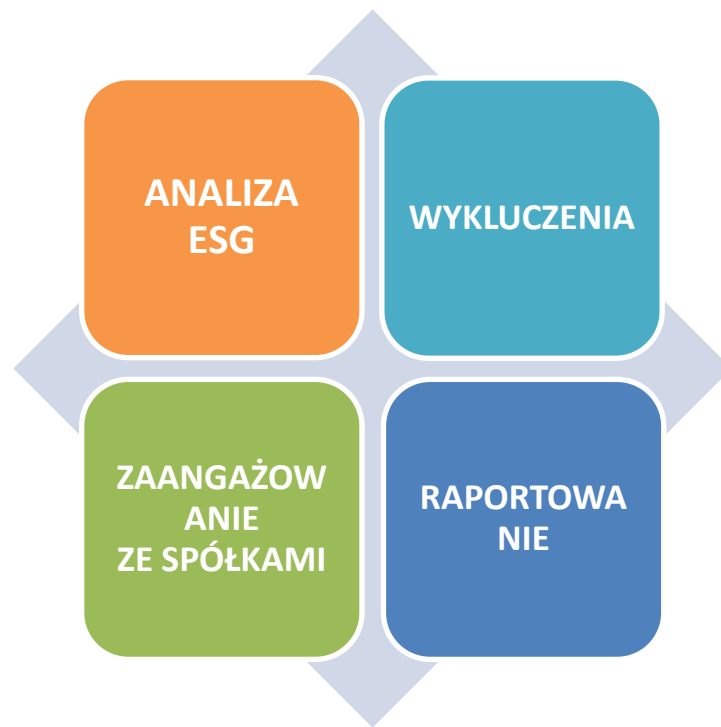 ANALIZA
ESG
WYKLUCZENIA
ZAANGAŻOW
ANIE
ZE SPÓŁKAMI
RAPORTOWA
NIE